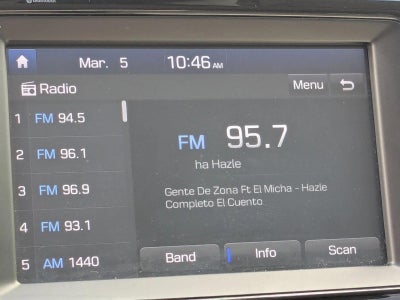 Mar. 5 10:46 AM
Radio Menu
1 FM 94.5
2 FM 96.1
3 FM 96.9
4 FM 93.1
5 AM 1440
FM 95.7
ha Hazle
Gente De Zona Ft El Micha - Hazle
Completo El Cuento
Band Info Scan